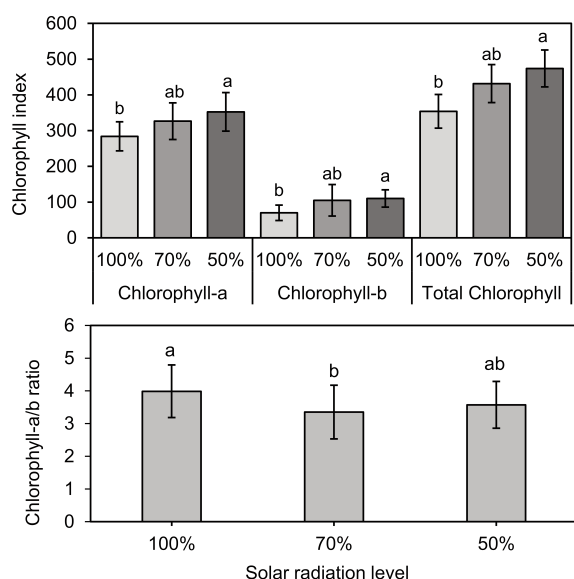 600
500
400
300
200
100
0
Chlorophyll index
b
ab
a
b
ab
a
b
ab
a
100% 70% 50% 100% 70% 50% 100% 70% 50%
Chlorophyll-a Chlorophyll-b Total Chlorophyll
6
5
4
3
2
1
0
Chlorophyll-a/b ratio
a
b
ab
100% 70% 50%
Solar radiation level